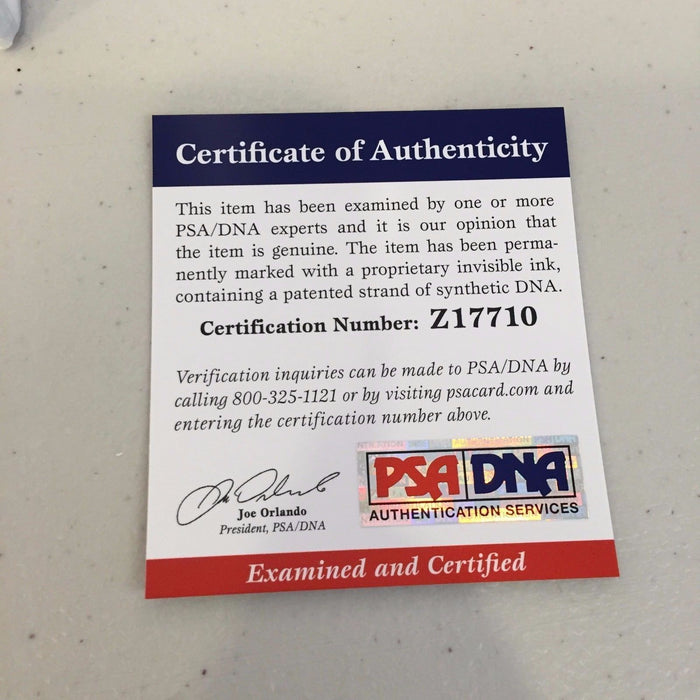 Certificate of Authenticity
This item has been examined by one or more
PSA/DNA experts and it is our opinion that
the item is genuine. The item has been perma-
nently marked with a proprietary invisible ink,
containing a patented strand of synthetic DNA.
Certification Number: Z17710
Verification inquiries can be made to PSA/DNA by
calling 800-325-1121 or by visiting psacard.com and
entering the certification number above.
PSA DNA
AUTHENTICATION SERVICES
Joe Orlando
President, PSA/DNA
Examined and Certified